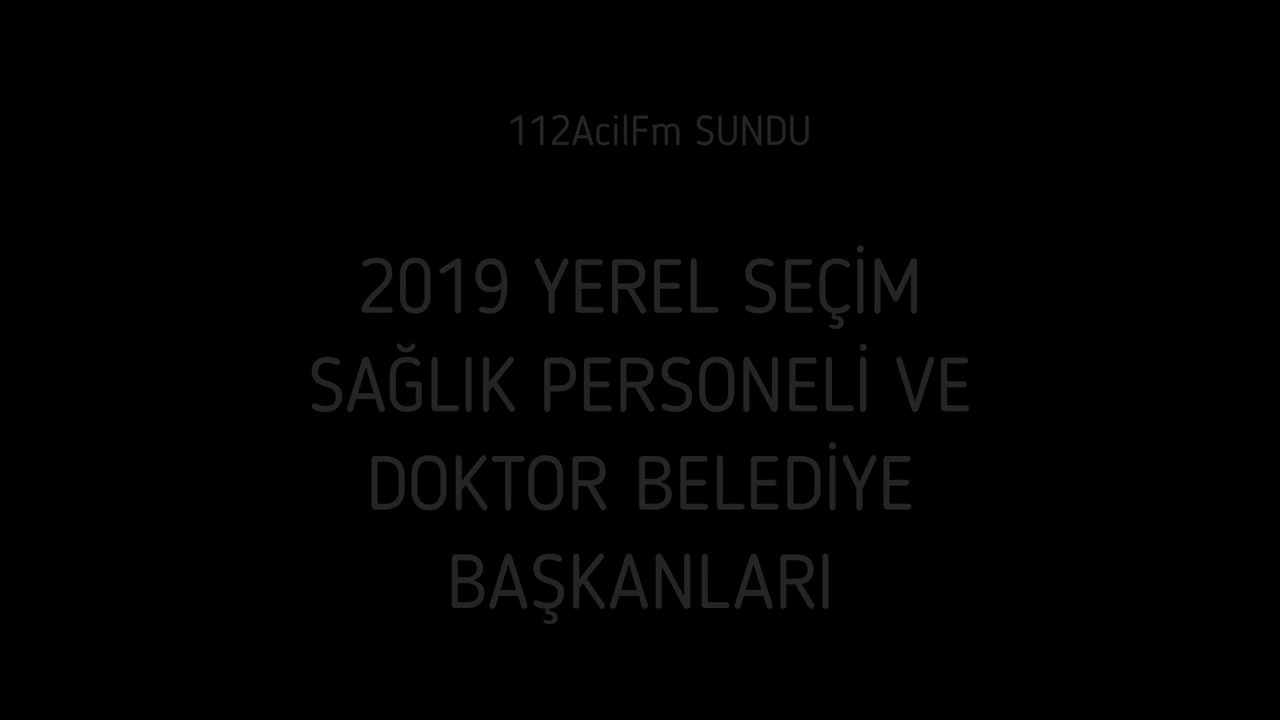 112AcilFm SUNDU
2019 YEREL SEÇİM
SAĞLIK PERSONELİ VE
DOKTOR BELEDİYE
BAŞKANLARI